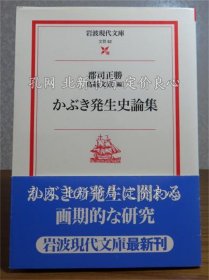 岩波現代文庫
文芸 62
郡司正勝
鳥越文蔵 編
孔网 北新 定价良心
かぶき発生史論集
かぶきの発生に関わる
画期的な研究
岩波現代文庫最新刊